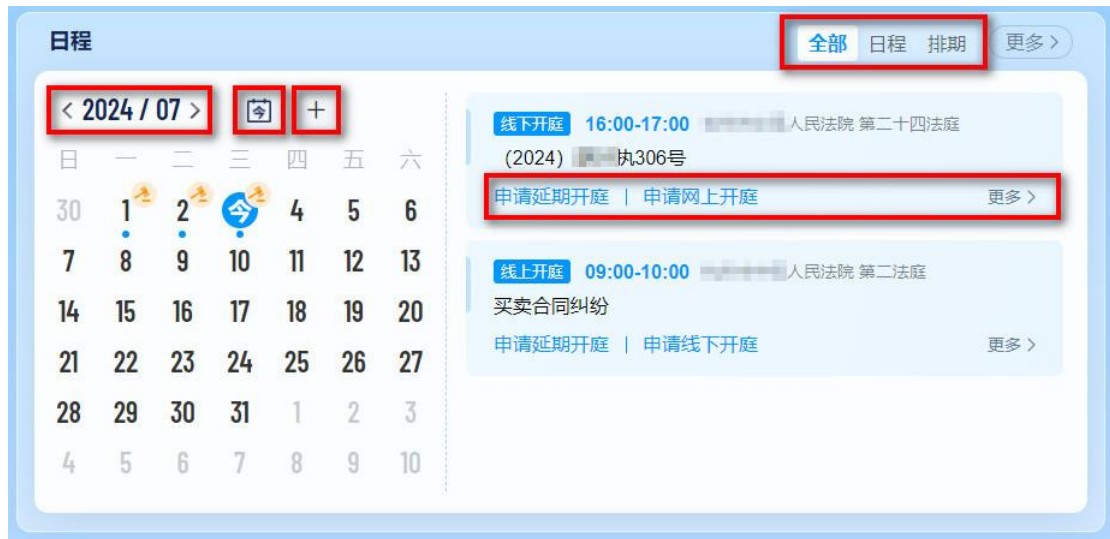 日程
全部 日程 排期 更多 >
< 2024 / 07 > 今 +
日 一 二 三 四 五 六
30 1 2 今 4 5 6
7 8 9 10 11 12 13
14 15 16 17 18 19 20
21 22 23 24 25 26 27
28 29 30 31 1 2 3
4 5 6 7 8 9 10
线下开庭 16:00-17:00 人民法院 第二十四法庭
(2024) 执306号
申请延期开庭 | 申请网上开庭 更多 >
线上开庭 09:00-10:00 人民法院 第二法庭
买卖合同纠纷
申请延期开庭 | 申请线下开庭 更多 >